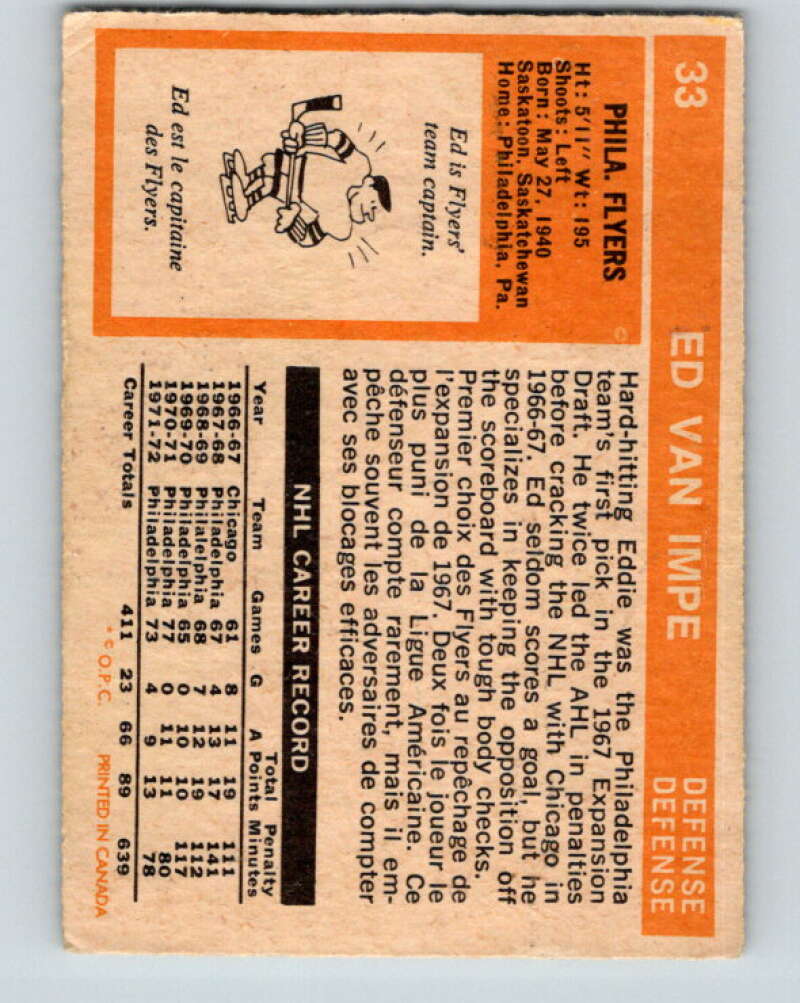 33
ED VAN IMPE
DEFENSE
DEFENSE
PHILA. FLYERS
Ht: 5'11" Wt: 195
Shoots: Left
Born: May 27, 1940
Saskatoon, Saskatchewan
Home: Philadelphia, Pa.
Ed is Flyers'
team captain.
Ed est le capitaine
des Flyers.
Hard-hitting Eddie was the Philadelphia
team's first pick in the 1967 Expansion
Draft. He twice led the AHL in penalties
before cracking the NHL with Chicago in
1966-67. Ed seldom scores a goal, but he
specializes in keeping the opposition off
the scoreboard with tough body checks.
Premier choix des Flyers au repêchage de
l'expansion de 1967. Deux fois le joueur le
plus puni de la Ligue Américaine. Ce
défenseur compte rarement, mais il em-
pêche souvent les adversaires de compter
avec ses blocages efficaces.
NHL CAREER RECORD
Year Team Games G A Total Points Penalty Minutes
1966-67 Chicago 61 8 11 19 111
1967-68 Philadelphia 67 4 13 17 141
1968-69 Philadelphia 68 7 12 19 112
1969-70 Philadelphia 65 0 10 10 117
1970-71 Philadelphia 77 0 11 11 80
1971-72 Philadelphia 73 4 9 13 78
Career Totals 411 23 66 89 639
* © O.P.C. PRINTED IN CANADA